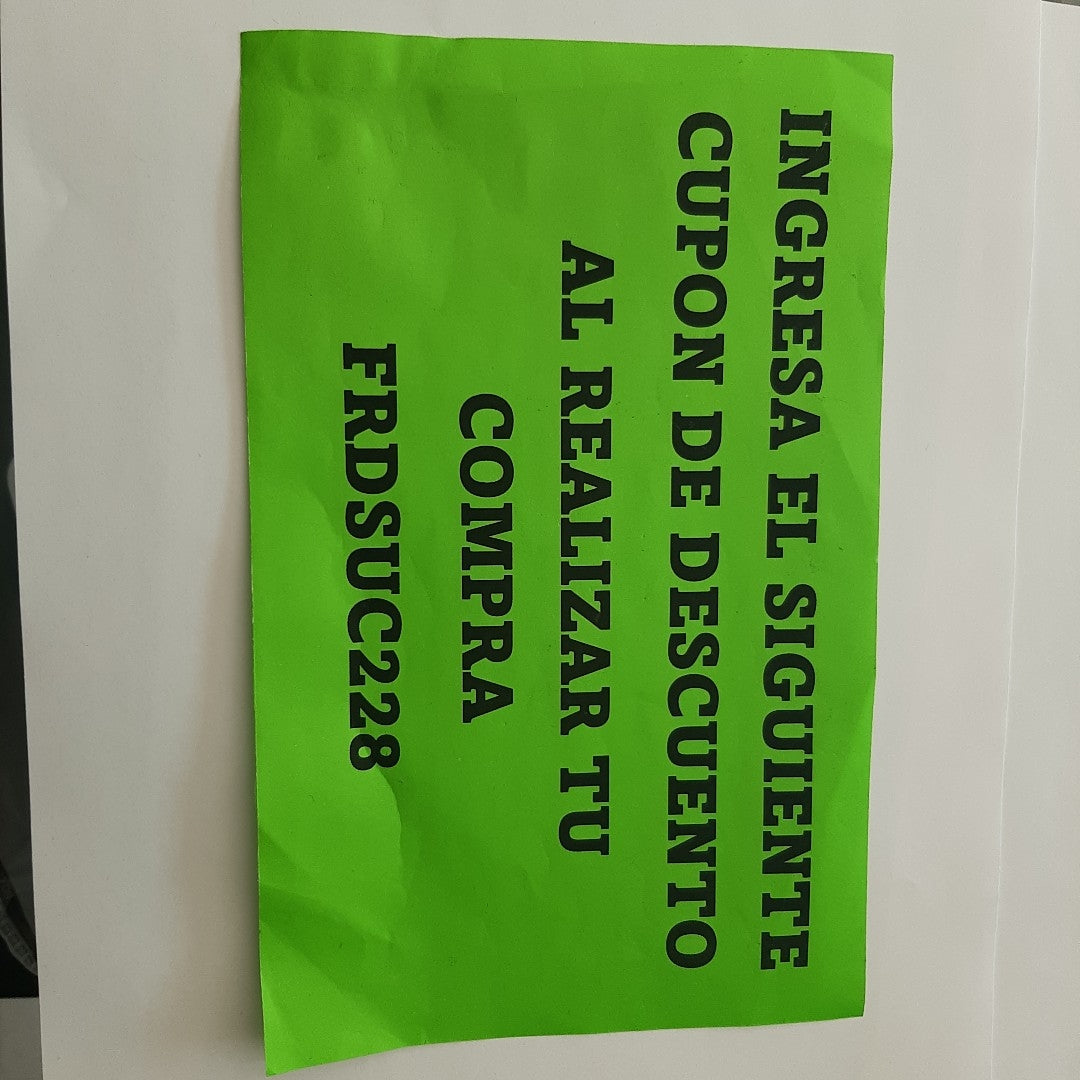 INGRESA EL SIGUIENTE
CUPON DE DESCUENTO
AL REALIZAR TU
COMPRA
FRDSUC228